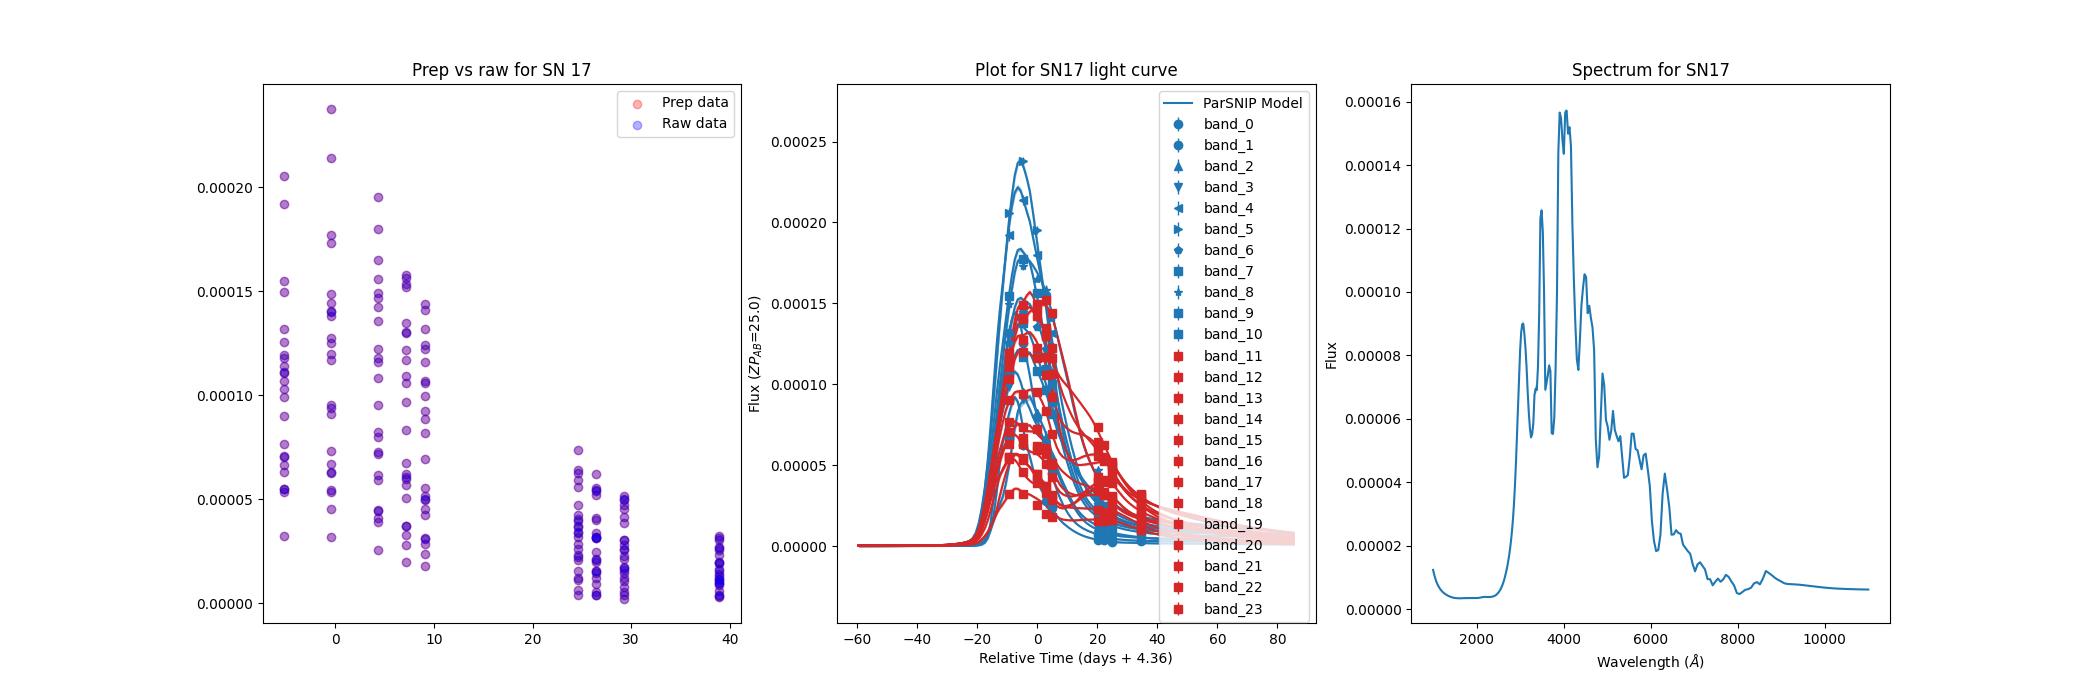 Prep vs raw for SN 17
Prep data
Raw data
0.00020
0.00015
0.00010
0.00005
0.00000
0
10
20
30
40
Plot for SN17 light curve
Flux (ZP_AB=25.0)
0.00025
0.00020
0.00015
0.00010
0.00005
0.00000
ParSNIP Model
band_0
band_1
band_2
band_3
band_4
band_5
band_6
band_7
band_8
band_9
band_10
band_11
band_12
band_13
band_14
band_15
band_16
band_17
band_18
band_19
band_20
band_21
band_22
band_23
−60
−40
−20
0
20
40
60
80
Relative Time (days + 4.36)
Spectrum for SN17
Flux
0.00016
0.00014
0.00012
0.00010
0.00008
0.00006
0.00004
0.00002
0.00000
2000
4000
6000
8000
10000
Wavelength (Å)